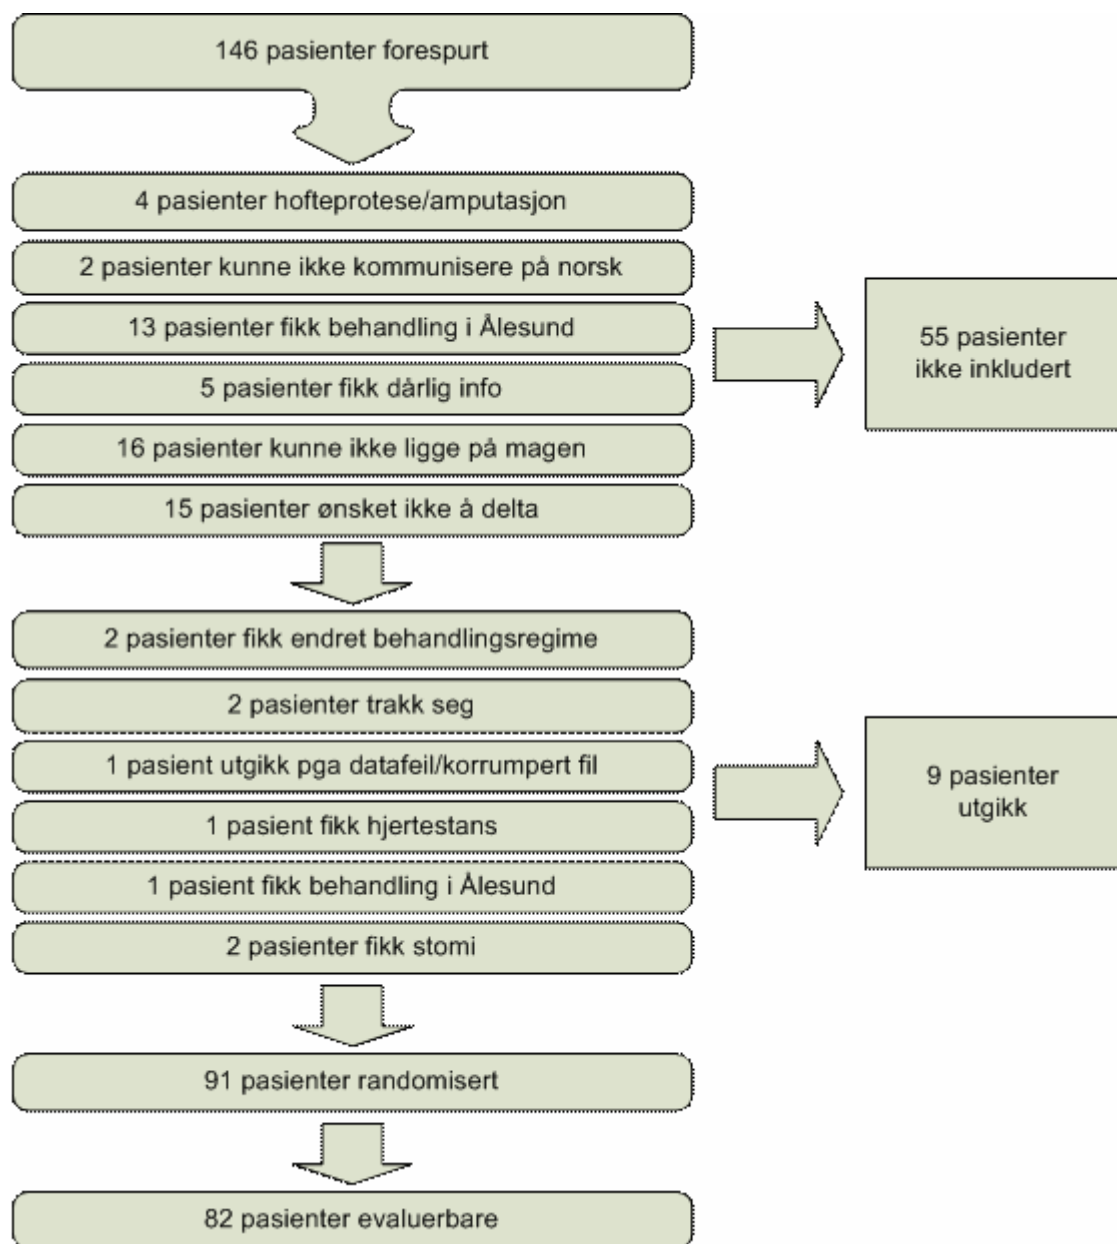 146 pasienter forespurt
4 pasienter hofteprotese/amputasjon
2 pasienter kunne ikke kommunisere på norsk
13 pasienter fikk behandling i Ålesund
5 pasienter fikk dårlig info
16 pasienter kunne ikke ligge på magen
15 pasienter ønsket ikke å delta
55 pasienter
ikke inkludert
2 pasienter fikk endret behandlingsregime
2 pasienter trakk seg
1 pasient utgikk pga datafeil/korrumpert fil
1 pasient fikk hjertestans
1 pasient fikk behandling i Ålesund
2 pasienter fikk stomi
9 pasienter
utgikk
91 pasienter randomisert
82 pasienter evaluerbare